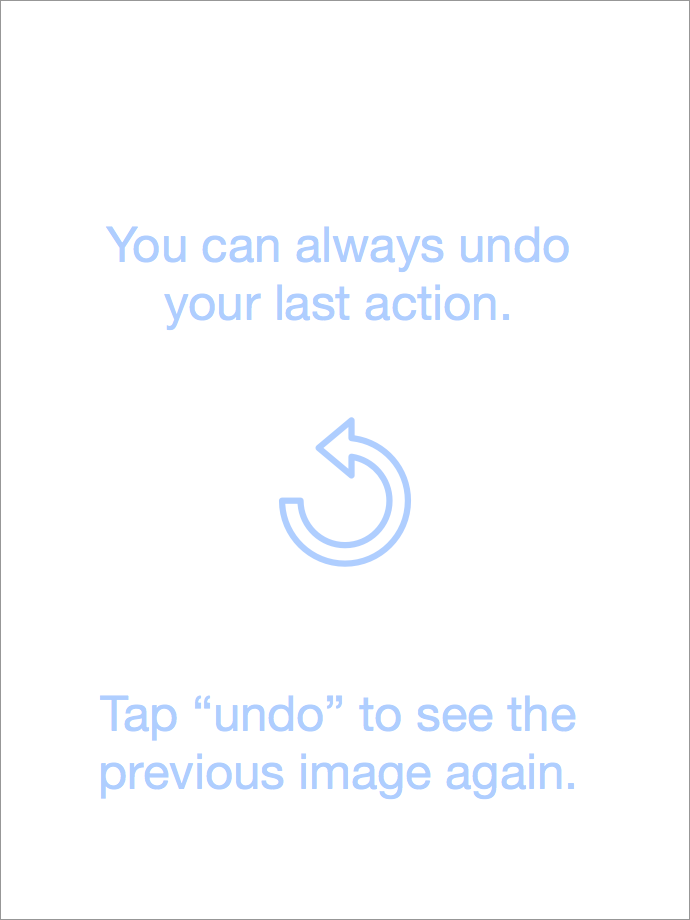 You can always undo
your last action.
Tap “undo” to see the
previous image again.